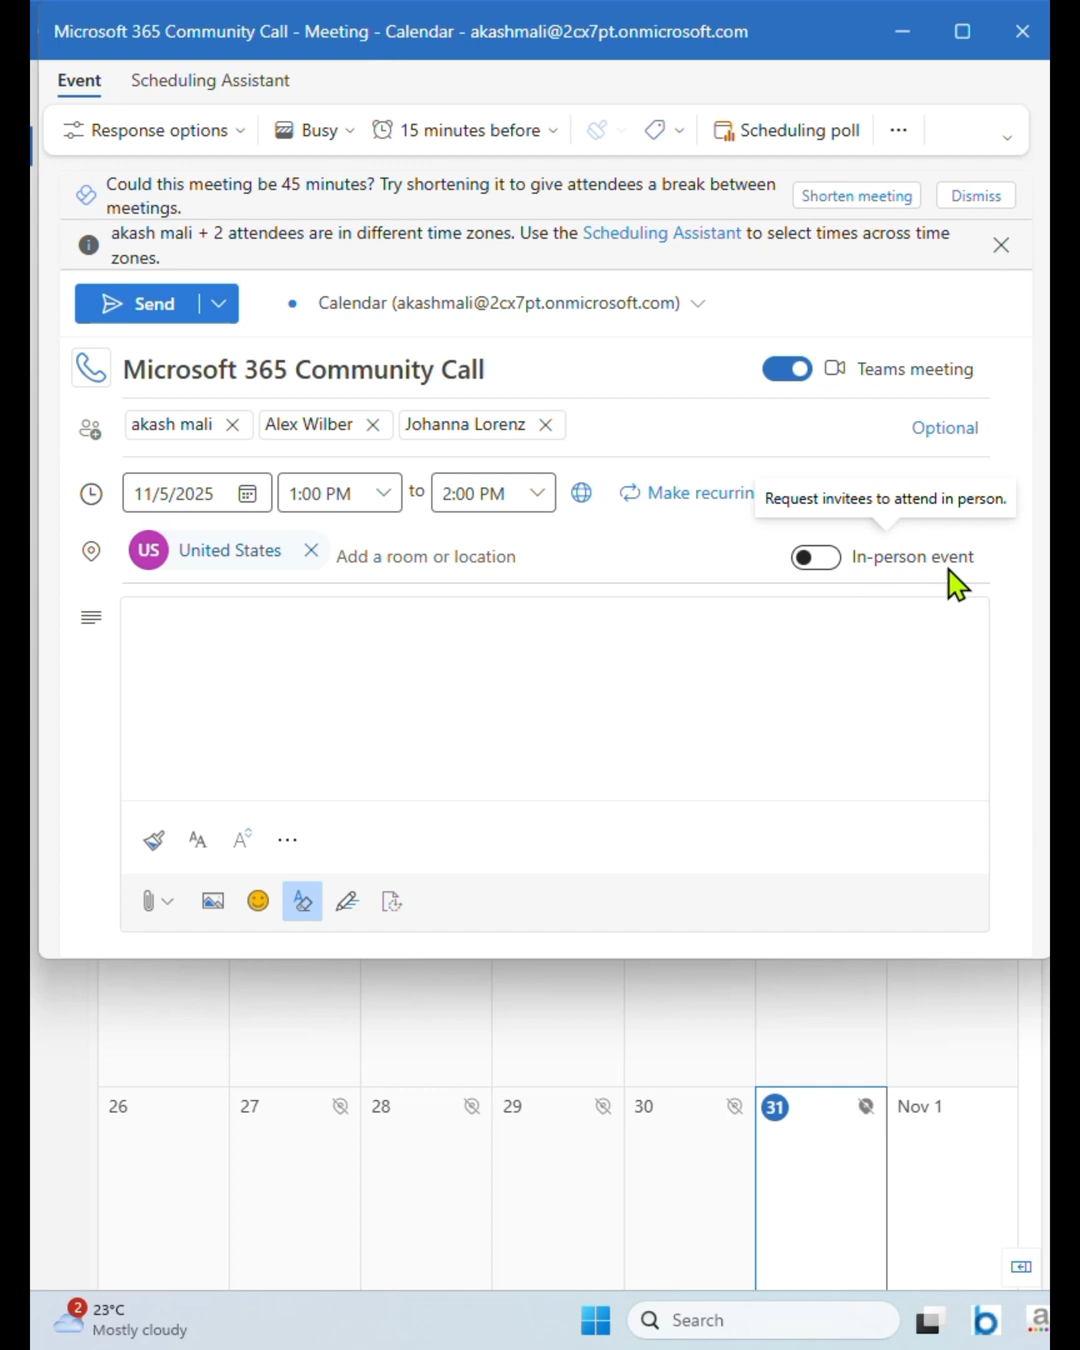 Microsoft 365 Community Call - Meeting - Calendar - akashmali@2cx7pt.onmicrosoft.com
Event Scheduling Assistant
Response options Busy 15 minutes before Scheduling poll ...
Could this meeting be 45 minutes? Try shortening it to give attendees a break between
meetings.
Shorten meeting Dismiss
akash mali + 2 attendees are in different time zones. Use the Scheduling Assistant to select times across time
zones.
Send Calendar (akashmali@2cx7pt.onmicrosoft.com)
Microsoft 365 Community Call Teams meeting
akash mali Alex Wilber Johanna Lorenz Optional
11/5/2025 1:00 PM to 2:00 PM Make recurrin
Request invitees to attend in person.
US United States Add a room or location In-person event
26 27 28 29 30 31 Nov 1
2 23°C
Mostly cloudy
Search
b a